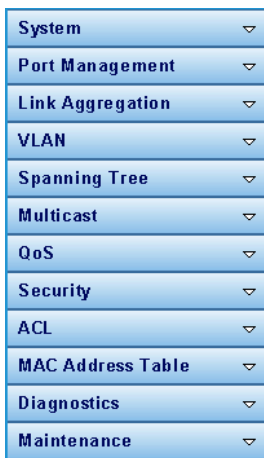 System
Port Management
Link Aggregation
VLAN
Spanning Tree
Multicast
QoS
Security
ACL
MAC Address Table
Diagnostics
Maintenance